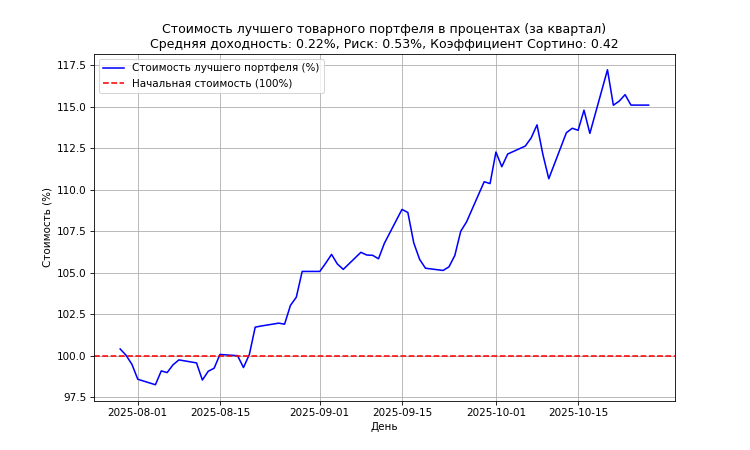 Стоимость лучшего товарного портфеля в процентах (за квартал)
Средняя доходность: 0.22%, Риск: 0.53%, Коэффициент Сортино: 0.42
Стоимость лучшего портфеля (%)
Начальная стоимость (100%)
Стоимость (%)
117.5
115.0
112.5
110.0
107.5
105.0
102.5
100.0
97.5
2025-08-01
2025-08-15
2025-09-01
2025-09-15
2025-10-01
2025-10-15
День